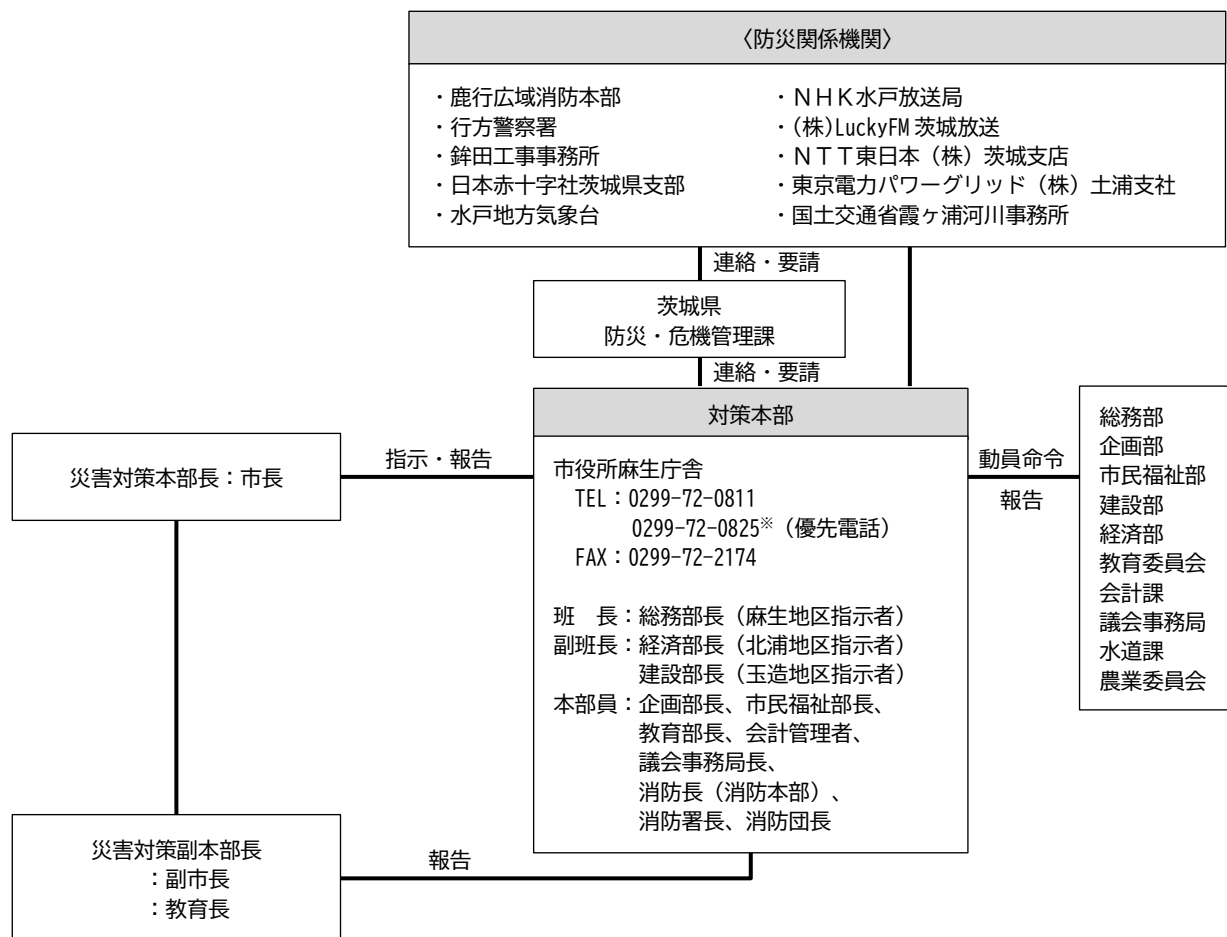 〈防災関係機関〉
・鹿行広域消防本部
・行方警察署
・鉾田工事事務所
・日本赤十字社茨城県支部
・水戸地方気象台
・ＮＨＫ水戸放送局
・(株)LuckyFM茨城放送
・ＮＴＴ東日本（株）茨城支店
・東京電力パワーグリッド（株）土浦支社
・国土交通省霞ヶ浦河川事務所
連絡・要請
茨城県
防災・危機管理課
連絡・要請
対策本部
市役所麻生庁舎
TEL：0299-72-0811
0299-72-0825※（優先電話）
FAX：0299-72-2174
班　長：総務部長（麻生地区指示者）
副班長：経済部長（北浦地区指示者）
建設部長（玉造地区指示者）
本部員：企画部長、市民福祉部長、
教育部長、会計管理者、
議会事務局長、
消防長（消防本部）、
消防署長、消防団長
災害対策本部長：市長
指示・報告
動員命令
報告
総務部
企画部
市民福祉部
建設部
経済部
教育委員会
会計課
議会事務局
水道課
農業委員会
災害対策副本部長
：副市長
：教育長
報告